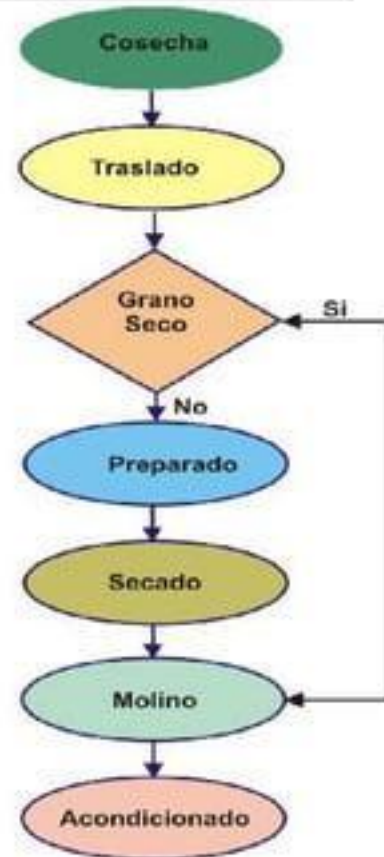 Cosecha
Traslado
Grano
Seco
Si
No
Preparado
Secado
Molino
Acondicionado